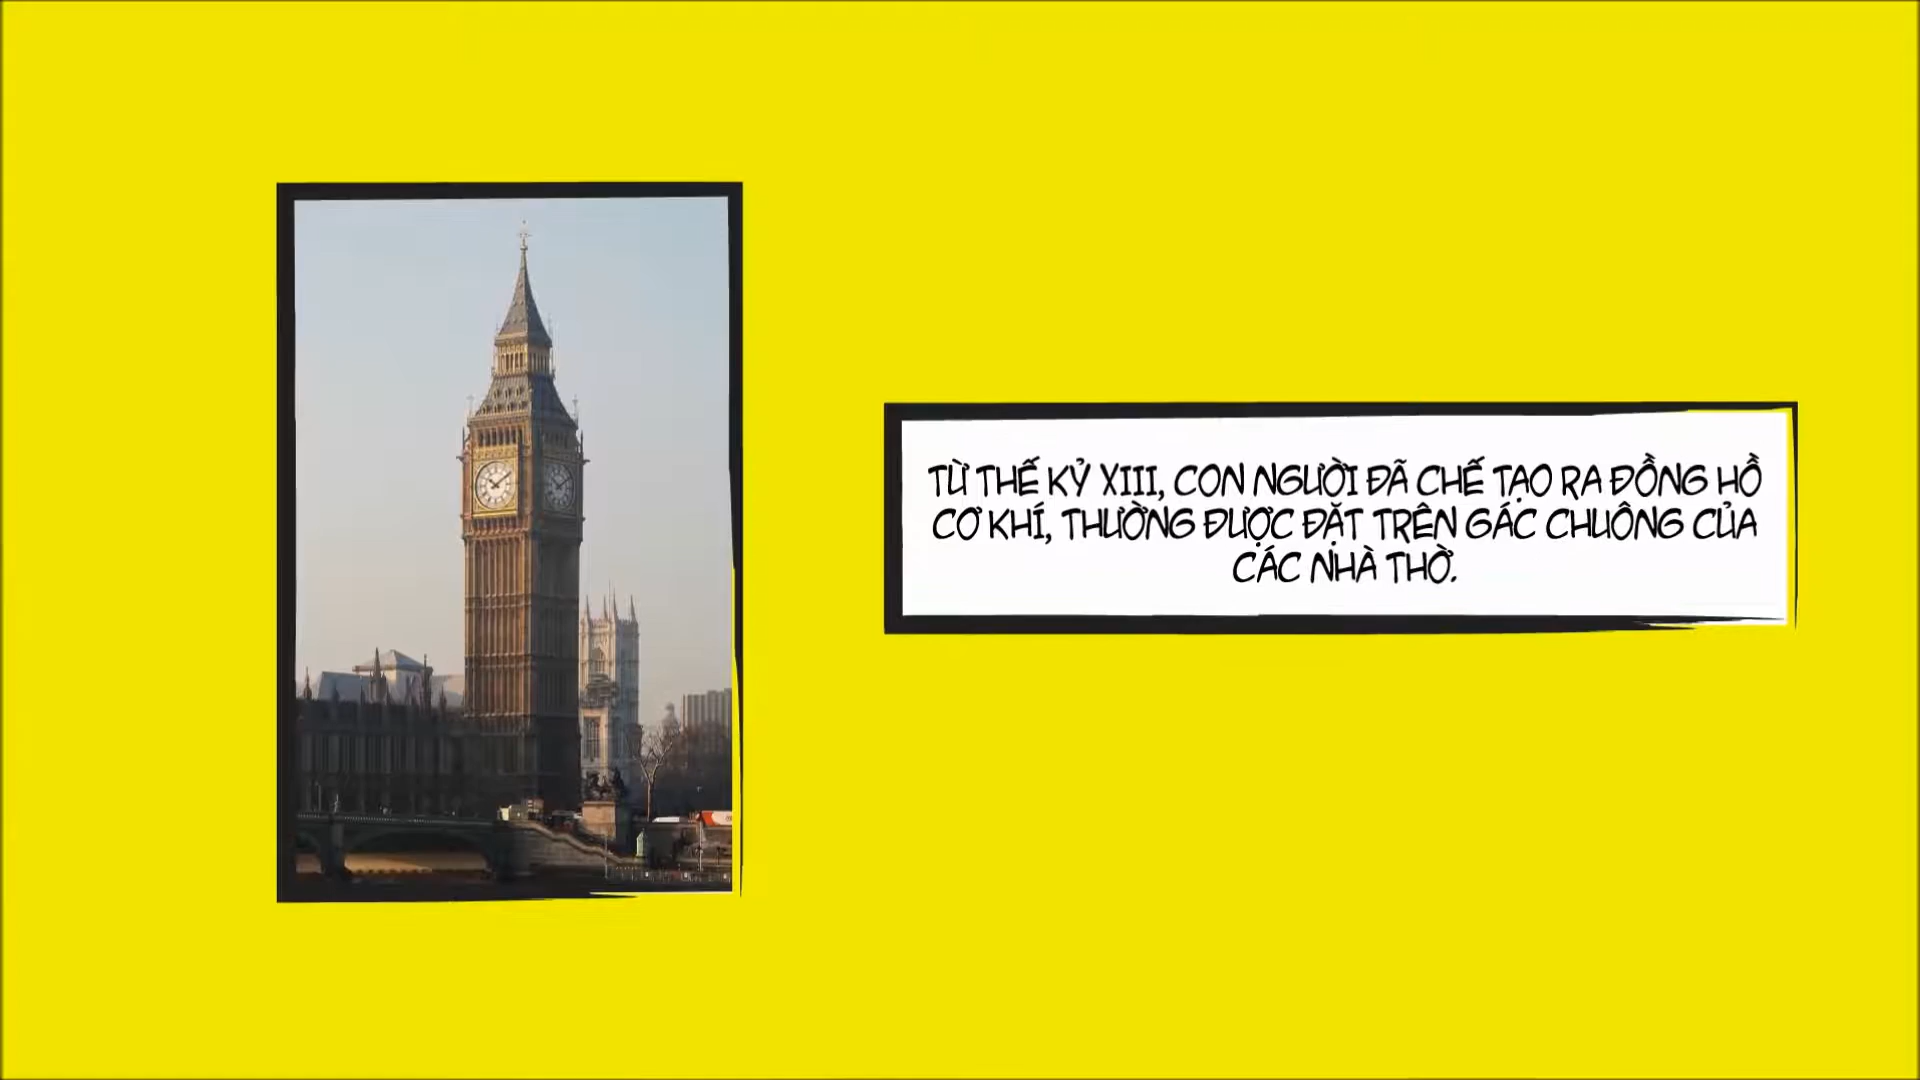 TỪ THẾ KỶ XIII, CON NGƯỜI ĐÃ CHẾ TẠO RA ĐỒNG HỒ
CƠ KHÍ, THƯỜNG ĐƯỢC ĐẶT TRÊN GÁC CHUÔNG CỦA
CÁC NHÀ THỜ.